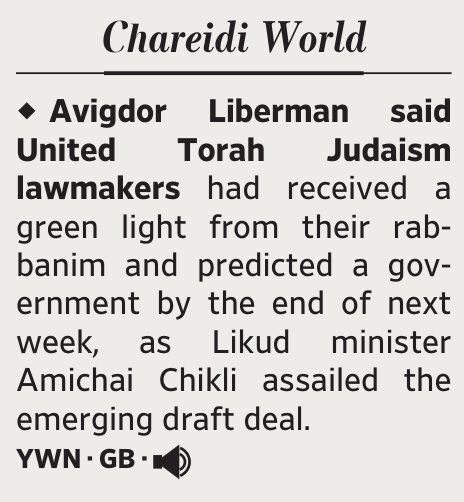 Chareidi World
◆ Avigdor Liberman said
United Torah Judaism
lawmakers had received a
green light from their rab-
banim and predicted a gov-
ernment by the end of next
week, as Likud minister
Amichai Chikli assailed the
emerging draft deal.
YWN · GB ·